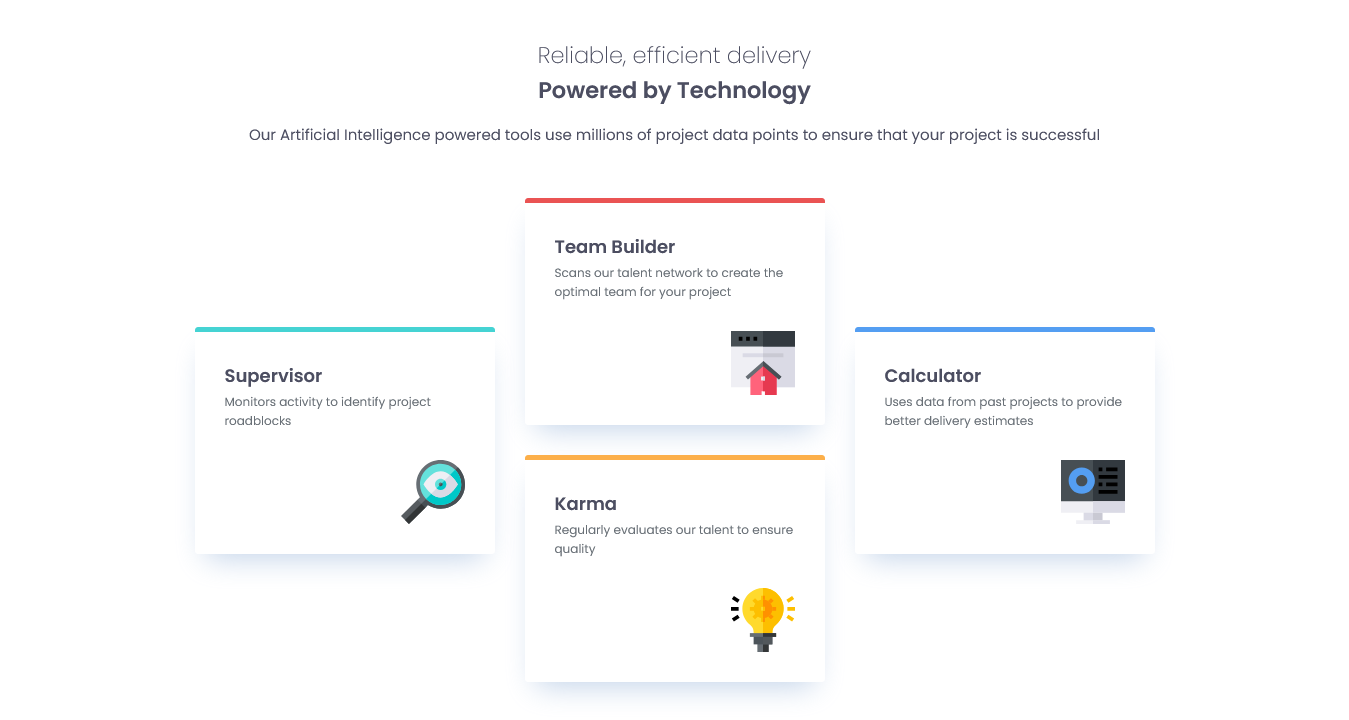 Reliable, efficient delivery
Powered by Technology
Our Artificial Intelligence powered tools use millions of project data points to ensure that your project is successful
Supervisor
Monitors activity to identify project
roadblocks
Team Builder
Scans our talent network to create the
optimal team for your project
Karma
Regularly evaluates our talent to ensure
quality
Calculator
Uses data from past projects to provide
better delivery estimates